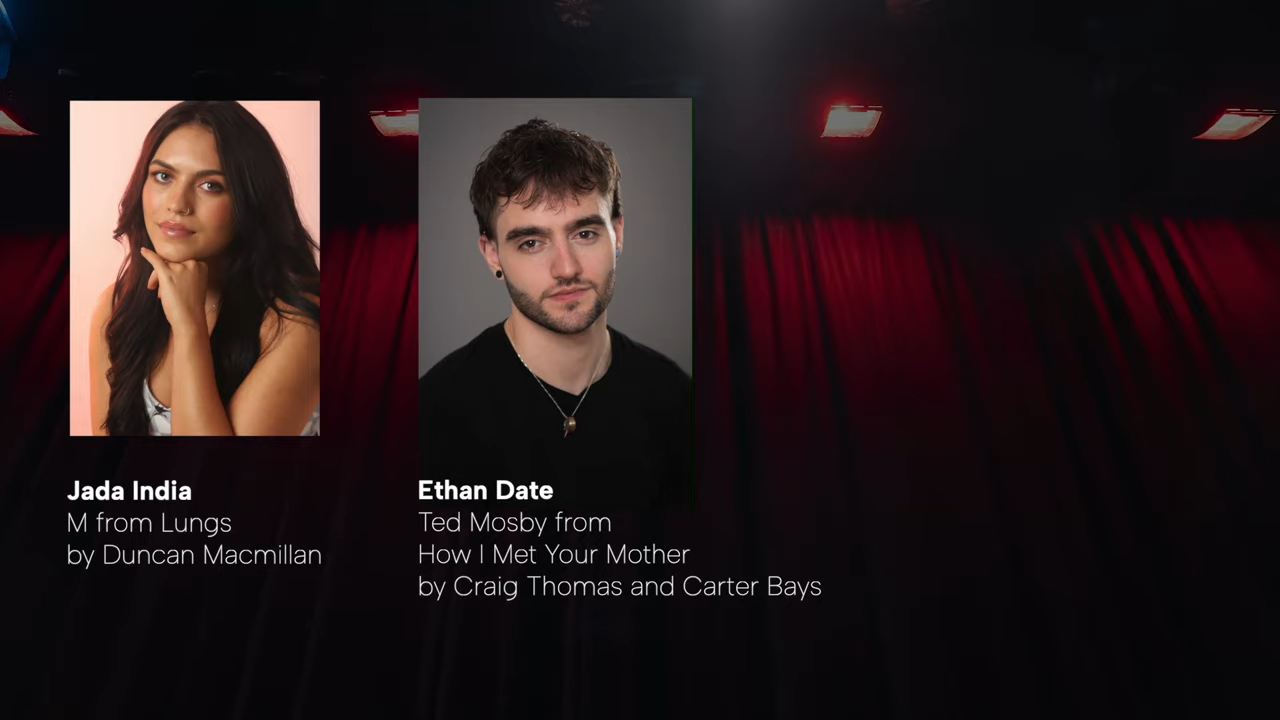 Jada India
M from Lungs
by Duncan Macmillan
Ethan Date
Ted Mosby from
How I Met Your Mother
by Craig Thomas and Carter Bays